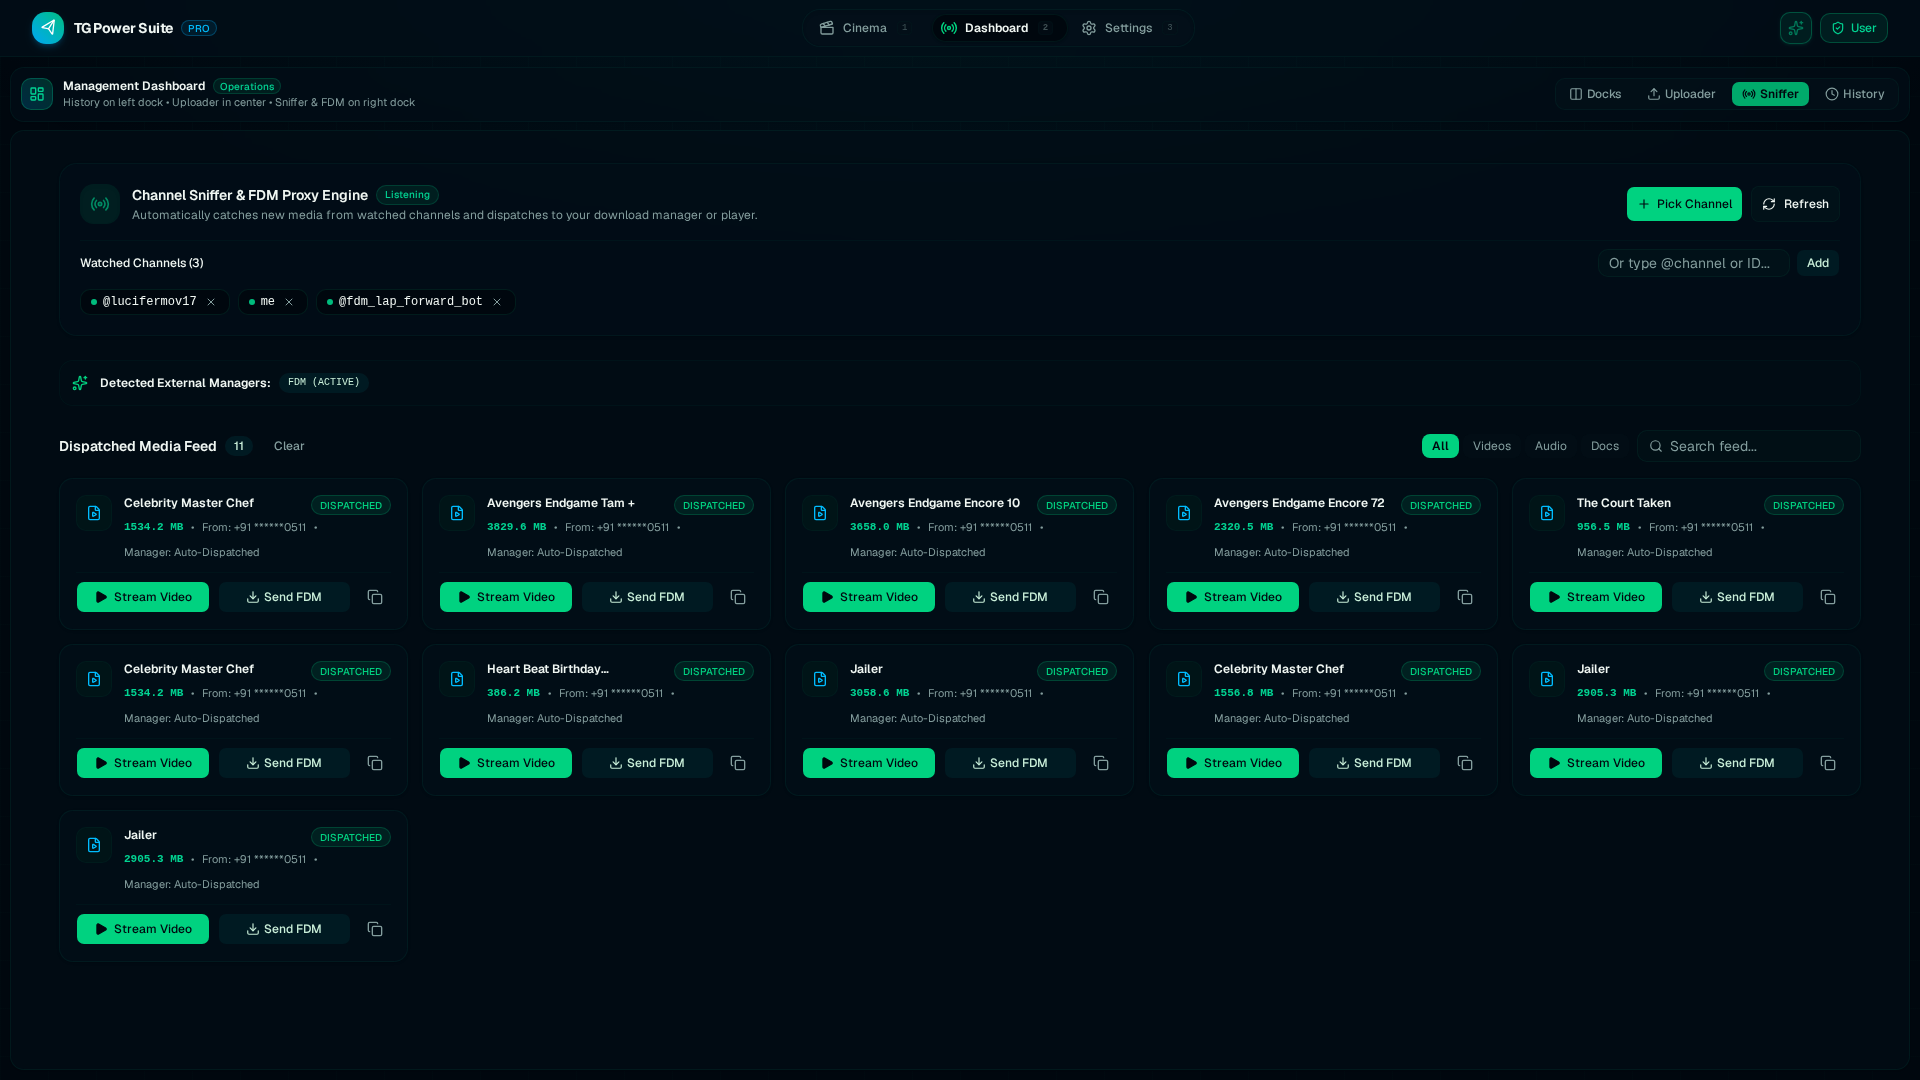 TG Power Suite PRO
Cinema 1 Dashboard 2 Settings 3
User
Management Dashboard Operations
History on left dock • Uploader in center • Sniffer & FDM on right dock
Docks Uploader Sniffer History
Channel Sniffer & FDM Proxy Engine Listening
Automatically catches new media from watched channels and dispatches to your download manager or player.
Pick Channel Refresh
Watched Channels (3)
Or type @channel or ID... Add
@lucifermov17 me @fdm_lap_forward_bot
Detected External Managers: FDM (ACTIVE)
Dispatched Media Feed 11 Clear
All Videos Audio Docs Search feed...
Celebrity Master Chef DISPATCHED
1534.2 MB • From: +91 ******0511 •
Manager: Auto-Dispatched
Stream Video Send FDM
Avengers Endgame Tam + DISPATCHED
3829.6 MB • From: +91 ******0511 •
Manager: Auto-Dispatched
Stream Video Send FDM
Avengers Endgame Encore 10 DISPATCHED
3658.0 MB • From: +91 ******0511 •
Manager: Auto-Dispatched
Stream Video Send FDM
Avengers Endgame Encore 72 DISPATCHED
2320.5 MB • From: +91 ******0511 •
Manager: Auto-Dispatched
Stream Video Send FDM
The Court Taken DISPATCHED
956.5 MB • From: +91 ******0511 •
Manager: Auto-Dispatched
Stream Video Send FDM
Celebrity Master Chef DISPATCHED
1534.2 MB • From: +91 ******0511 •
Manager: Auto-Dispatched
Stream Video Send FDM
Heart Beat Birthday... DISPATCHED
386.2 MB • From: +91 ******0511 •
Manager: Auto-Dispatched
Stream Video Send FDM
Jailer DISPATCHED
3058.6 MB • From: +91 ******0511 •
Manager: Auto-Dispatched
Stream Video Send FDM
Celebrity Master Chef DISPATCHED
1556.8 MB • From: +91 ******0511 •
Manager: Auto-Dispatched
Stream Video Send FDM
Jailer DISPATCHED
2905.3 MB • From: +91 ******0511 •
Manager: Auto-Dispatched
Stream Video Send FDM
Jailer DISPATCHED
2905.3 MB • From: +91 ******0511 •
Manager: Auto-Dispatched
Stream Video Send FDM